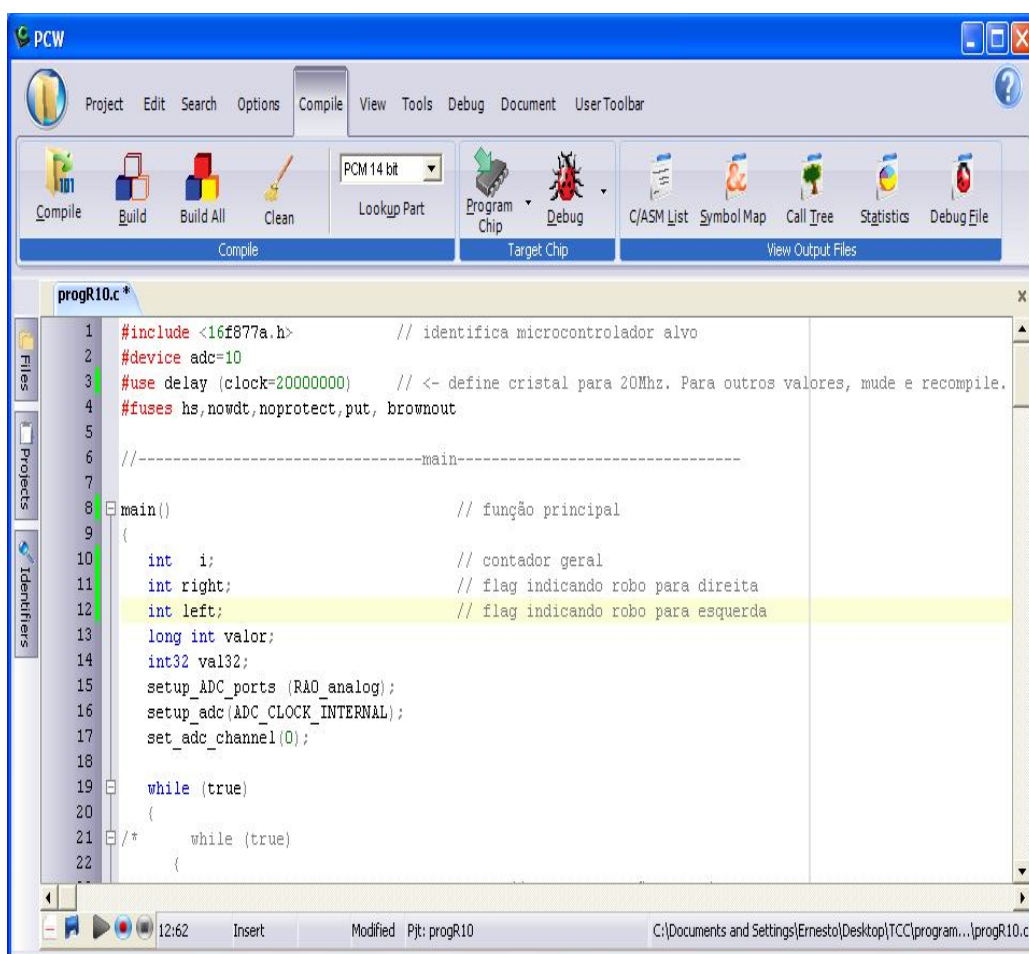 PCW
Project Edit Search Options Compile View Tools Debug Document User Toolbar
101
Compile Build Build All Clean
PCM 14 bit
Lookup Part
Program Chip
Debug
C/ASM List Symbol Map Call Tree Statistics Debug File
Compile Target Chip View Output Files
progR10.c *
Files
Projects
Identifiers
1 #include <16f877a.h> // identifica microcontrolador alvo
2 #device adc=10
3 #use delay (clock=20000000) // <- define cristal para 20Mhz. Para outros valores, mude e recompile.
4 #fuses hs,nowdt,noprotect,put, brownout
5
6 //--------------------------------main--------------------------------
7
8 main() // função principal
9 {
10 int i; // contador geral
11 int right; // flag indicando robo para direita
12 int left; // flag indicando robo para esquerda
13 long int valor;
14 int32 val32;
15 setup_ADC_ports (RA0_analog);
16 setup_adc(ADC_CLOCK_INTERNAL);
17 set_adc_channel(0);
18
19 while (true)
20 {
21 /* while (true)
22 {
12:62 Insert Modified Pjt: progR10 C:\Documents and Settings\Ernesto\Desktop\TCC\program...\progR10.c